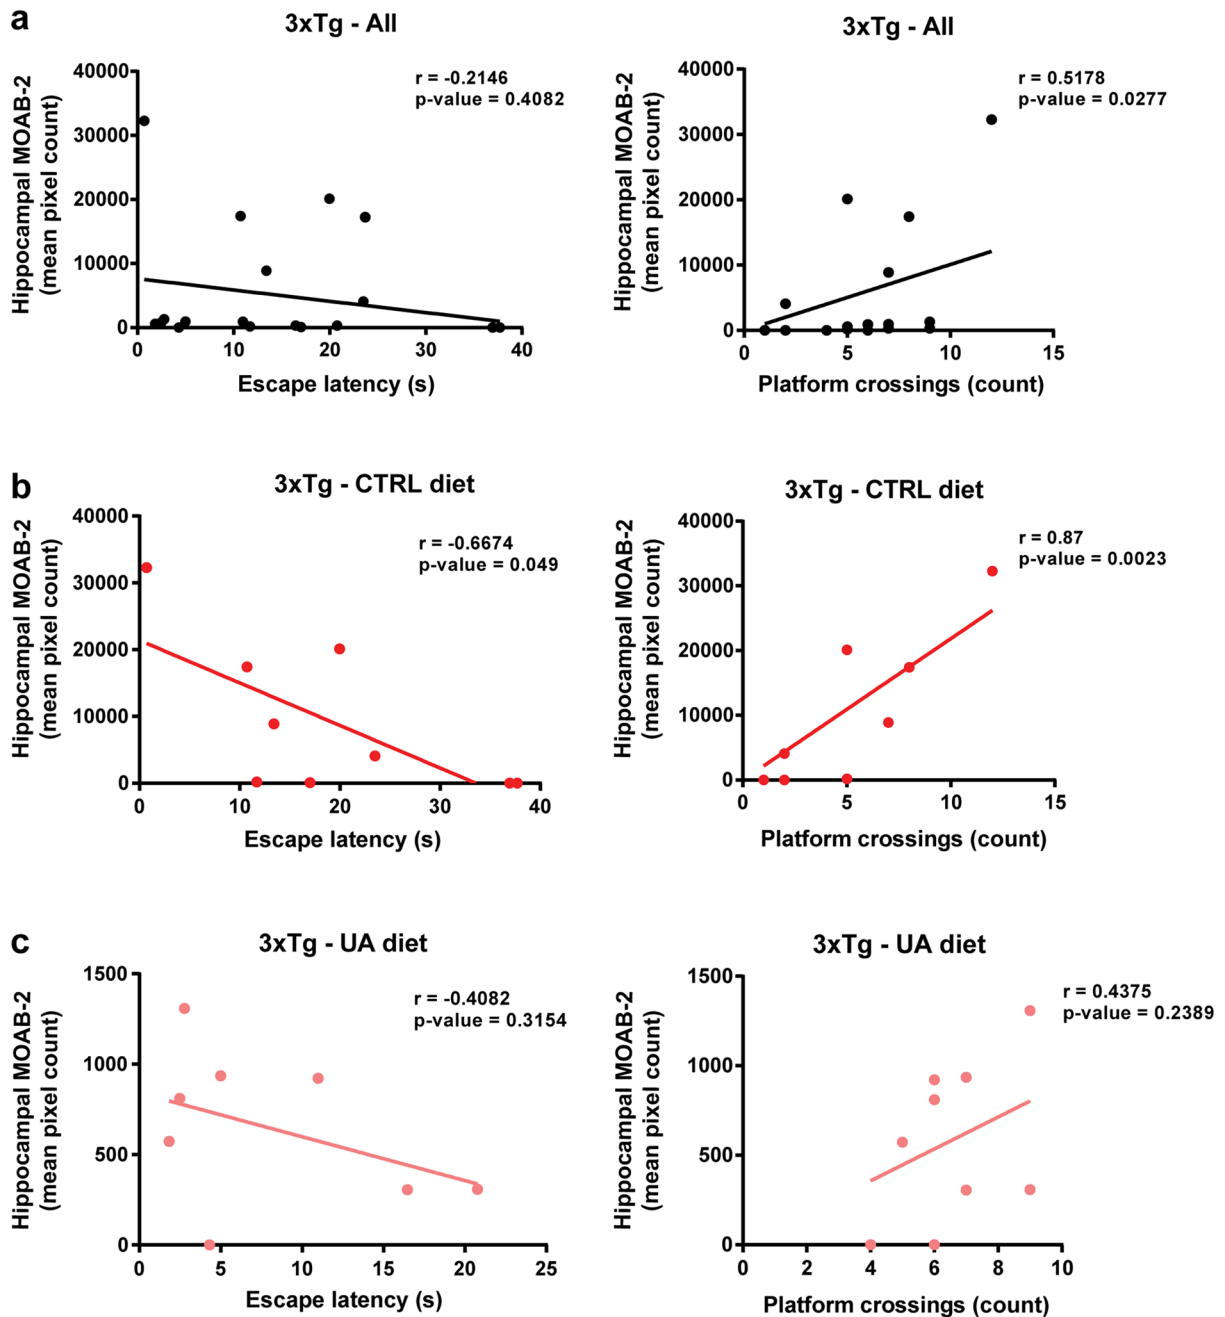 a
3xTg - All
Hippocampal MOAB-2
(mean pixel count)
r = -0.2146
p-value = 0.4082
40000
30000
20000
10000
0
0 10 20 30 40
Escape latency (s)
3xTg - All
Hippocampal MOAB-2
(mean pixel count)
r = 0.5178
p-value = 0.0277
40000
30000
20000
10000
0
0 5 10 15
Platform crossings (count)
b
3xTg - CTRL diet
Hippocampal MOAB-2
(mean pixel count)
r = -0.6674
p-value = 0.049
40000
30000
20000
10000
0
0 10 20 30 40
Escape latency (s)
3xTg - CTRL diet
Hippocampal MOAB-2
(mean pixel count)
r = 0.87
p-value = 0.0023
40000
30000
20000
10000
0
0 5 10 15
Platform crossings (count)
c
3xTg - UA diet
Hippocampal MOAB-2
(mean pixel count)
r = -0.4082
p-value = 0.3154
1500
1000
500
0
0 5 10 15 20 25
Escape latency (s)
3xTg - UA diet
Hippocampal MOAB-2
(mean pixel count)
r = 0.4375
p-value = 0.2389
1500
1000
500
0
0 2 4 6 8 10
Platform crossings (count)